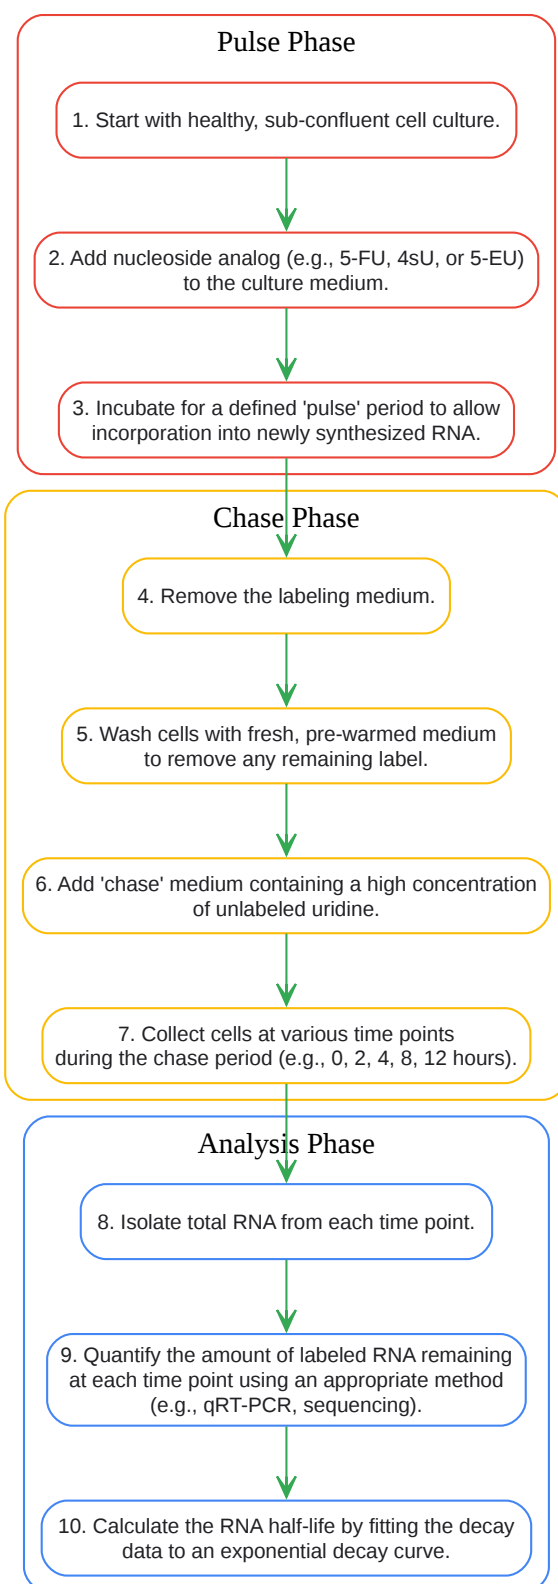 Pulse Phase
1. Start with healthy, sub-confluent cell culture.
2. Add nucleoside analog (e.g., 5-FU, 4sU, or 5-EU)
to the culture medium.
3. Incubate for a defined 'pulse' period to allow
incorporation into newly synthesized RNA.
Chase Phase
4. Remove the labeling medium.
5. Wash cells with fresh, pre-warmed medium
to remove any remaining label.
6. Add 'chase' medium containing a high concentration
of unlabeled uridine.
7. Collect cells at various time points
during the chase period (e.g., 0, 2, 4, 8, 12 hours).
Analysis Phase
8. Isolate total RNA from each time point.
9. Quantify the amount of labeled RNA remaining
at each time point using an appropriate method
(e.g., qRT-PCR, sequencing).
10. Calculate the RNA half-life by fitting the decay
data to an exponential decay curve.